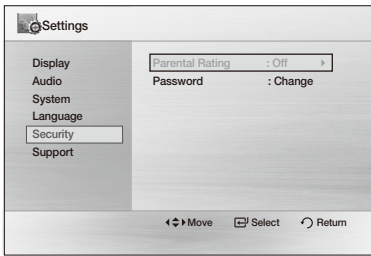 Settings
Display
Audio
System
Language
Security
Support
Parental Rating : Off
Password : Change
Move Select Return